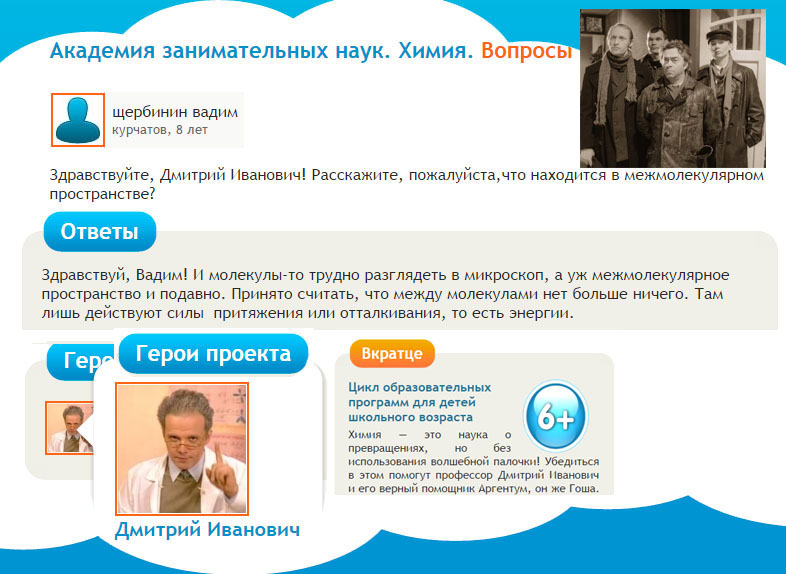 Академия занимательных наук. Химия. Вопросы
щербинин вадим
курчатов, 8 лет
Здравствуйте, Дмитрий Иванович! Расскажите, пожалуйста,что находится в межмолекулярном
пространстве?
Ответы
Здравствуй, Вадим! И молекулы-то трудно разглядеть в микроскоп, а уж межмолекулярное
пространство и подавно. Принято считать, что между молекулами нет больше ничего. Там
лишь действуют силы притяжения или отталкивания, то есть энергии.
Геро
Герои проекта
Дмитрий Иванович
Вкратце
Цикл образовательных
программ для детей
школьного возраста
6+
Химия — это наука о
превращениях, но без
использования волшебной палочки! Убедиться
в этом помогут профессор Дмитрий Иванович
и его верный помощник Аргентум, он же Гоша.